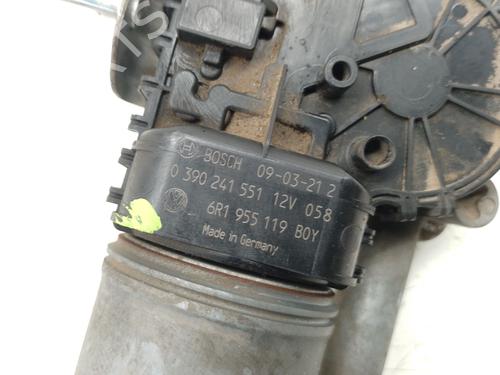 BOSCH 09-03-21 2
0 390 241 551 12V 058
6R1 955 119 B0Y
Made in Germany